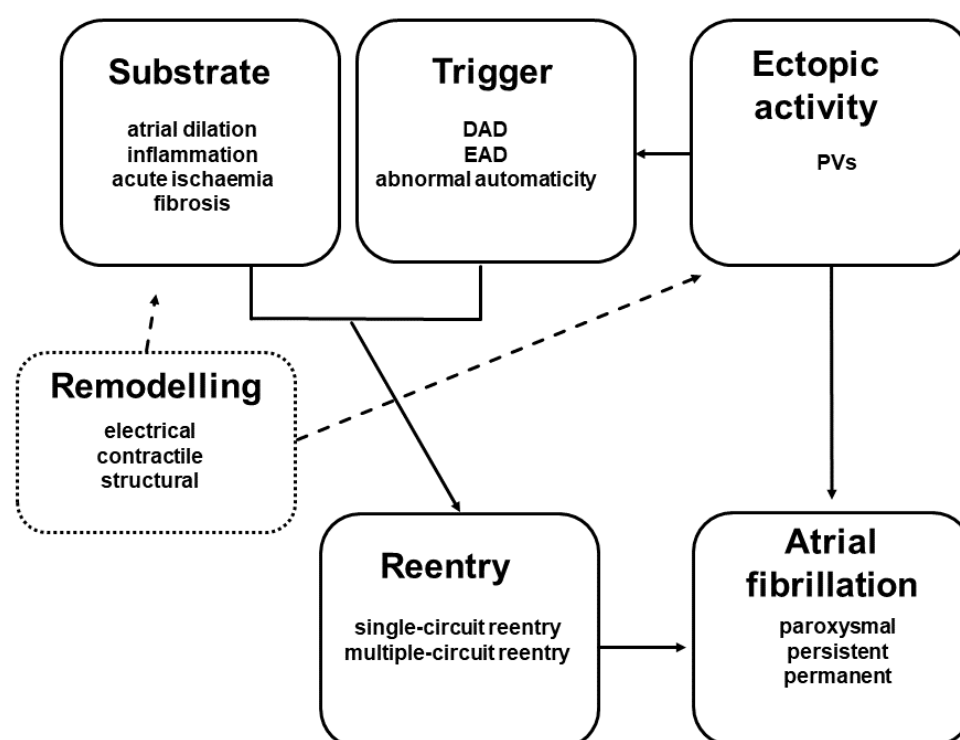 Substrate
atrial dilation
inflammation
acute ischaemia
fibrosis
Trigger
DAD
EAD
abnormal automaticity
Ectopic
activity
PVs
Remodelling
electrical
contractile
structural
Reentry
single-circuit reentry
multiple-circuit reentry
Atrial
fibrillation
paroxysmal
persistent
permanent